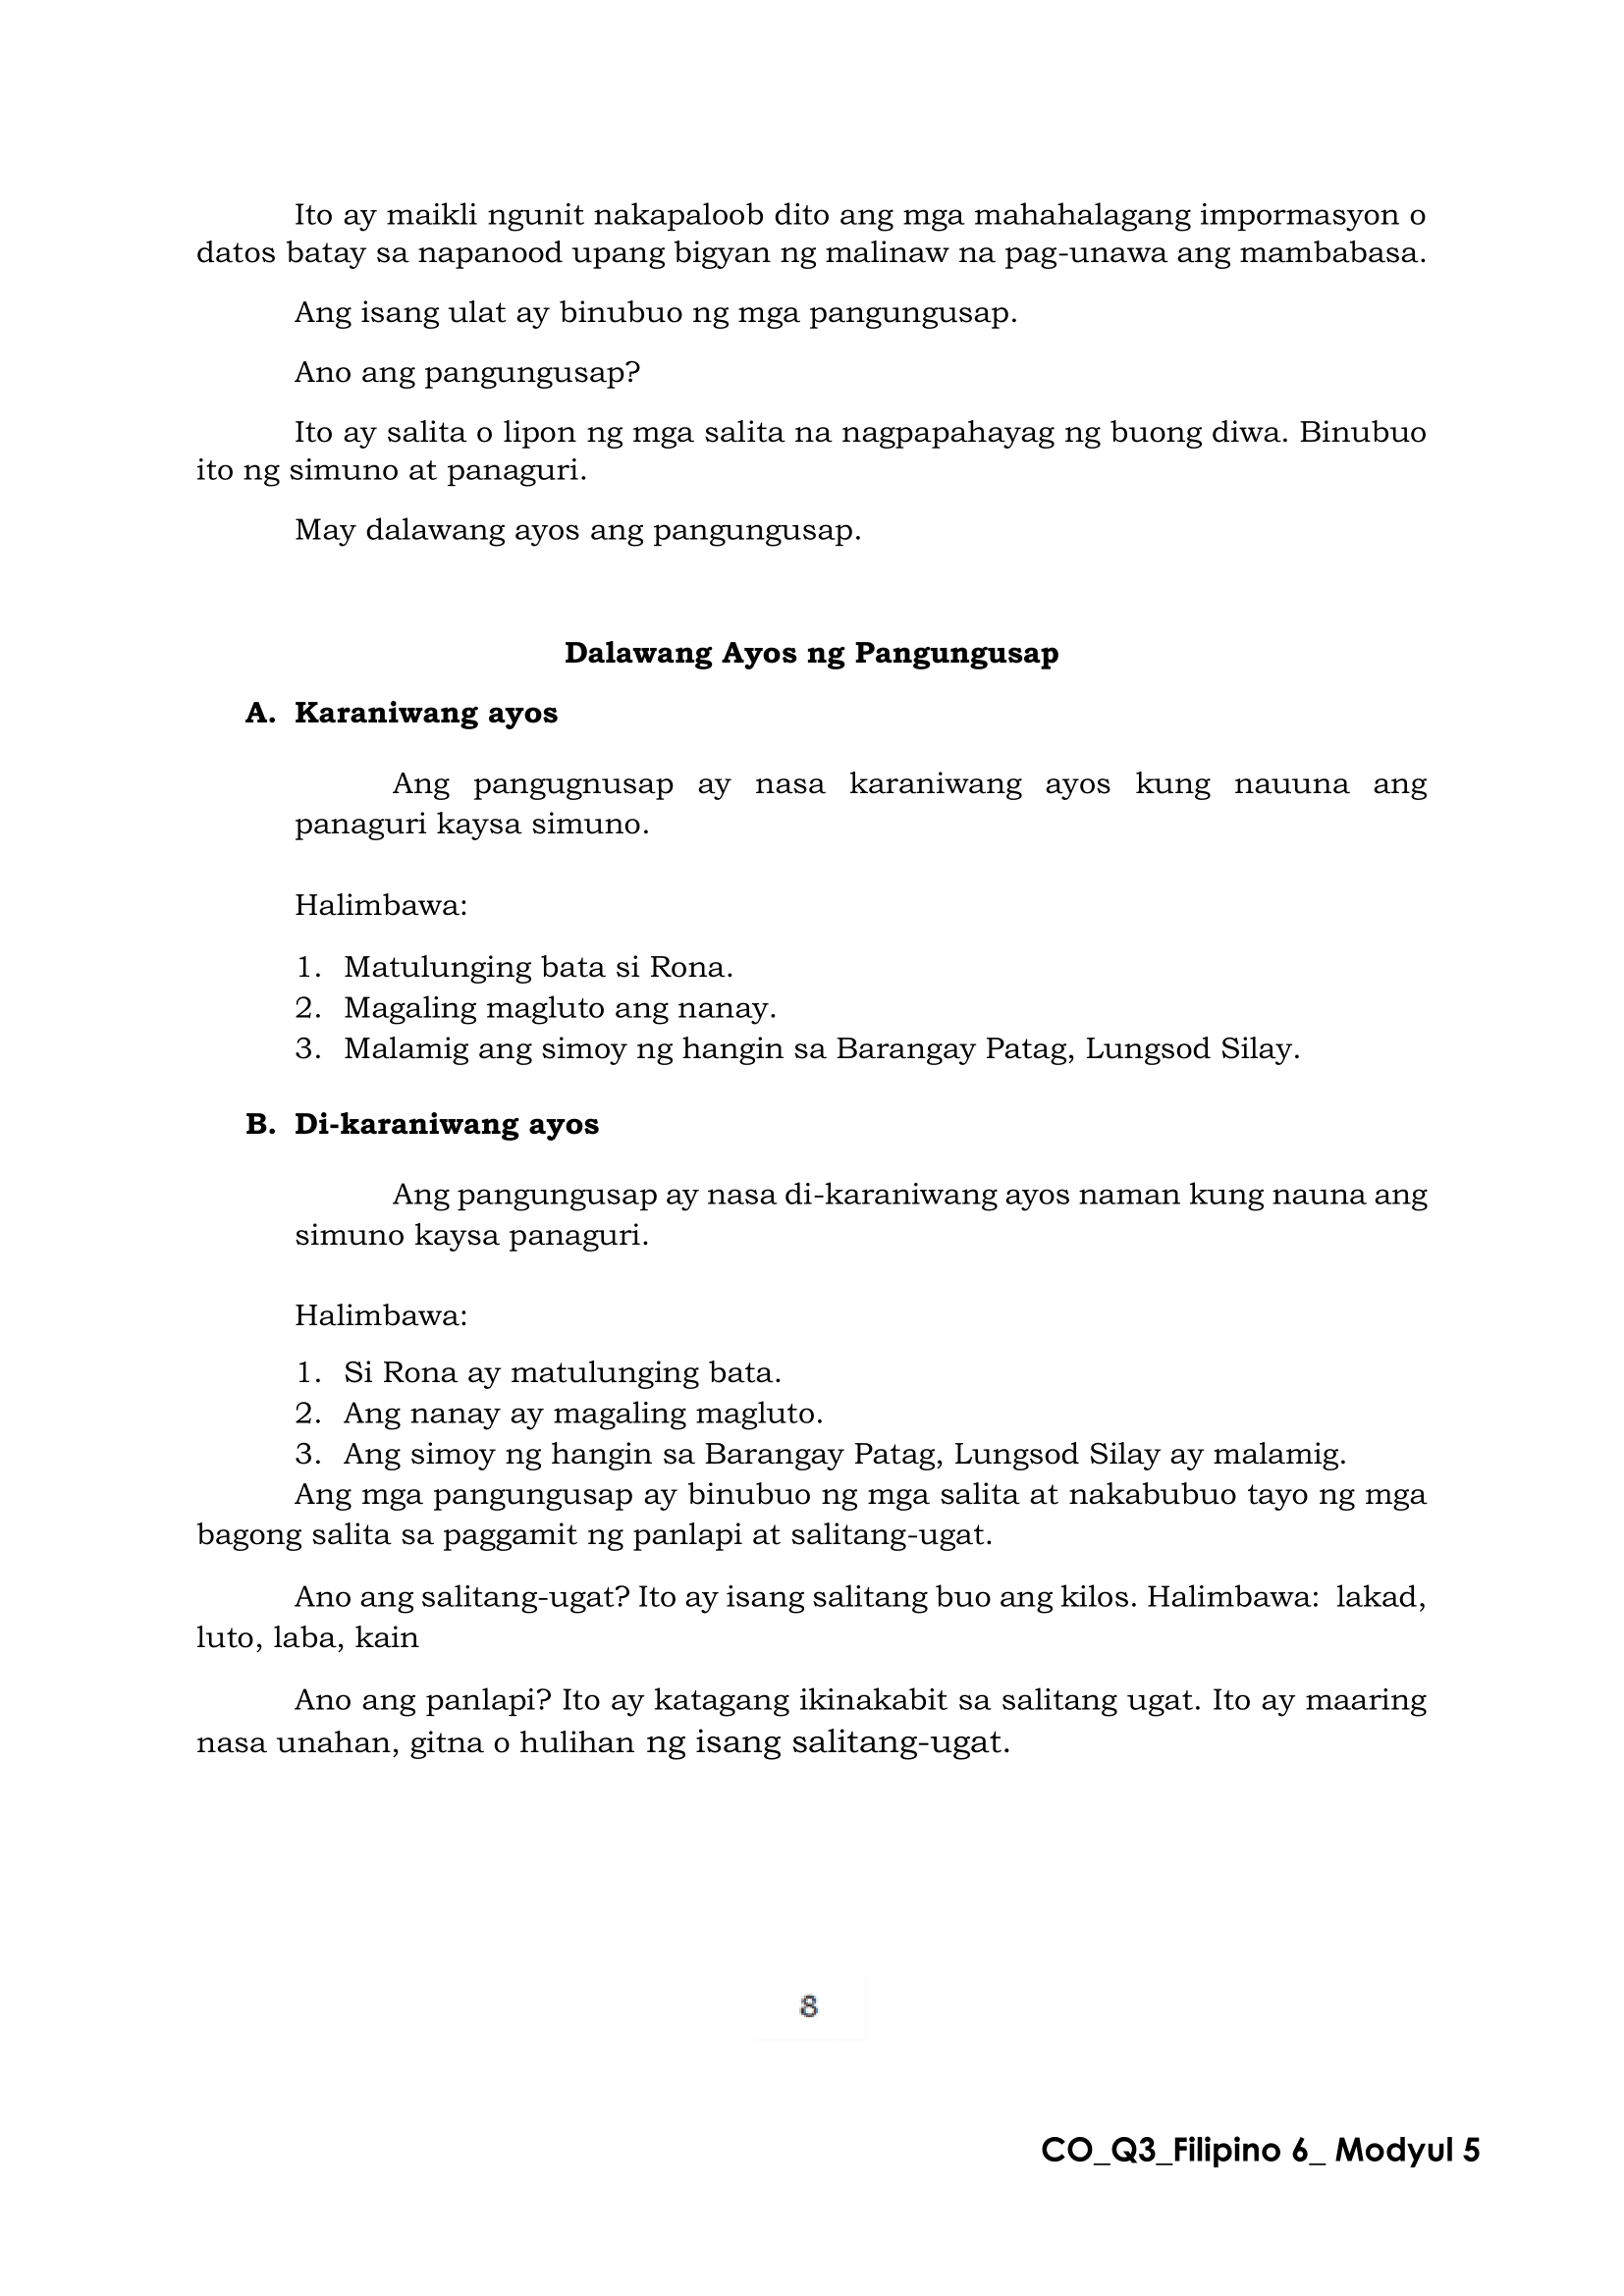 Ito ay maikli ngunit nakapaloob dito ang mga mahahalagang impormasyon o
datos batay sa napanood upang bigyan ng malinaw na pag-unawa ang mambabasa.
Ang isang ulat ay binubuo ng mga pangungusap.
Ano ang pangungusap?
Ito ay salita o lipon ng mga salita na nagpapahayag ng buong diwa. Binubuo
ito ng simuno at panaguri.
May dalawang ayos ang pangungusap.
Dalawang Ayos ng Pangungusap
A. Karaniwang ayos
Ang pangugnusap ay nasa karaniwang ayos kung nauuna ang
panaguri kaysa simuno.
Halimbawa:
1. Matulunging bata si Rona.
2. Magaling magluto ang nanay.
3. Malamig ang simoy ng hangin sa Barangay Patag, Lungsod Silay.
B. Di-karaniwang ayos
Ang pangungusap ay nasa di-karaniwang ayos naman kung nauna ang
simuno kaysa panaguri.
Halimbawa:
1. Si Rona ay matulunging bata.
2. Ang nanay ay magaling magluto.
3. Ang simoy ng hangin sa Barangay Patag, Lungsod Silay ay malamig.
Ang mga pangungusap ay binubuo ng mga salita at nakabubuo tayo ng mga
bagong salita sa paggamit ng panlapi at salitang-ugat.
Ano ang salitang-ugat? Ito ay isang salitang buo ang kilos. Halimbawa: lakad,
luto, laba, kain
Ano ang panlapi? Ito ay katagang ikinakabit sa salitang ugat. Ito ay maaring
nasa unahan, gitna o hulihan ng isang salitang-ugat.
8
CO_Q3_Filipino 6_ Modyul 5